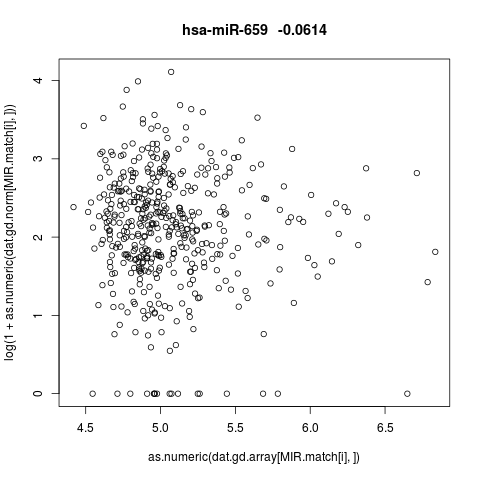 hsa-miR-659 -0.0614
log(1 + as.numeric(dat.gd.norm[MIR.match[i], ]))
4
3
2
1
0
4.5 5.0 5.5 6.0 6.5
as.numeric(dat.gd.array[MIR.match[i], ])